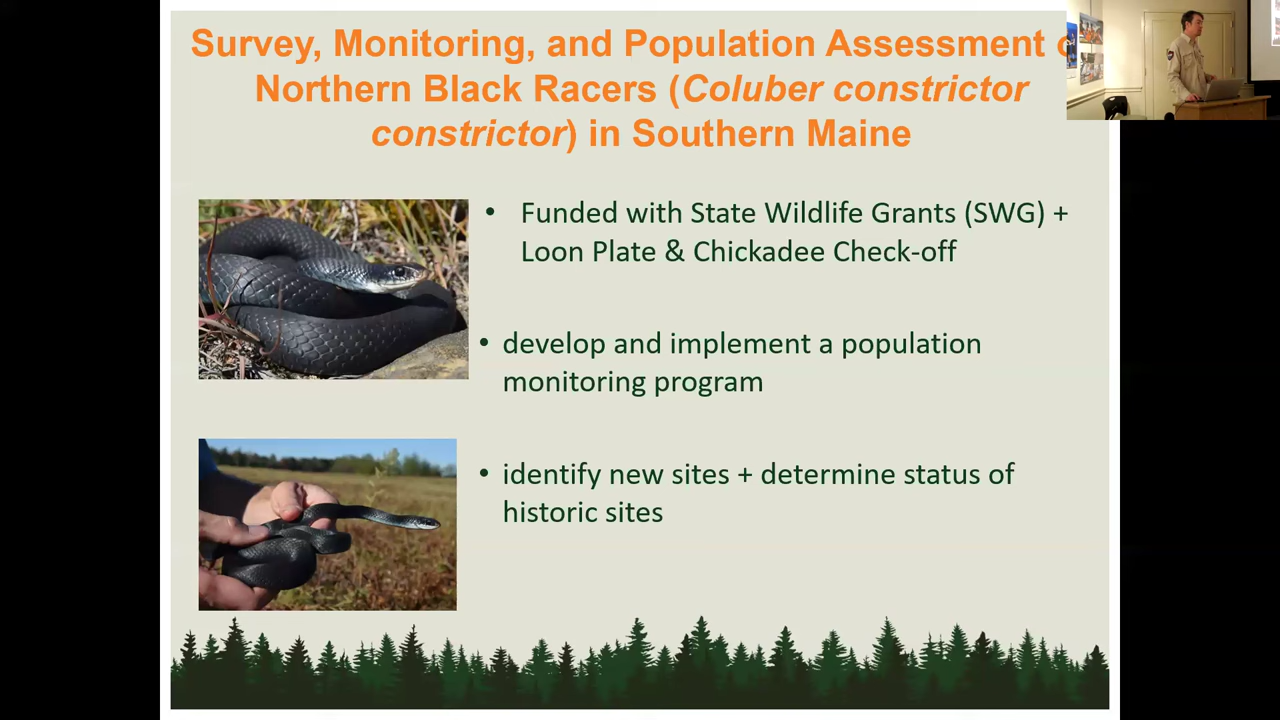 Survey, Monitoring, and Population Assessment
Northern Black Racers (Coluber constrictor
constrictor) in Southern Maine
• Funded with State Wildlife Grants (SWG) +
Loon Plate & Chickadee Check-off
• develop and implement a population
monitoring program
• identify new sites + determine status of
historic sites